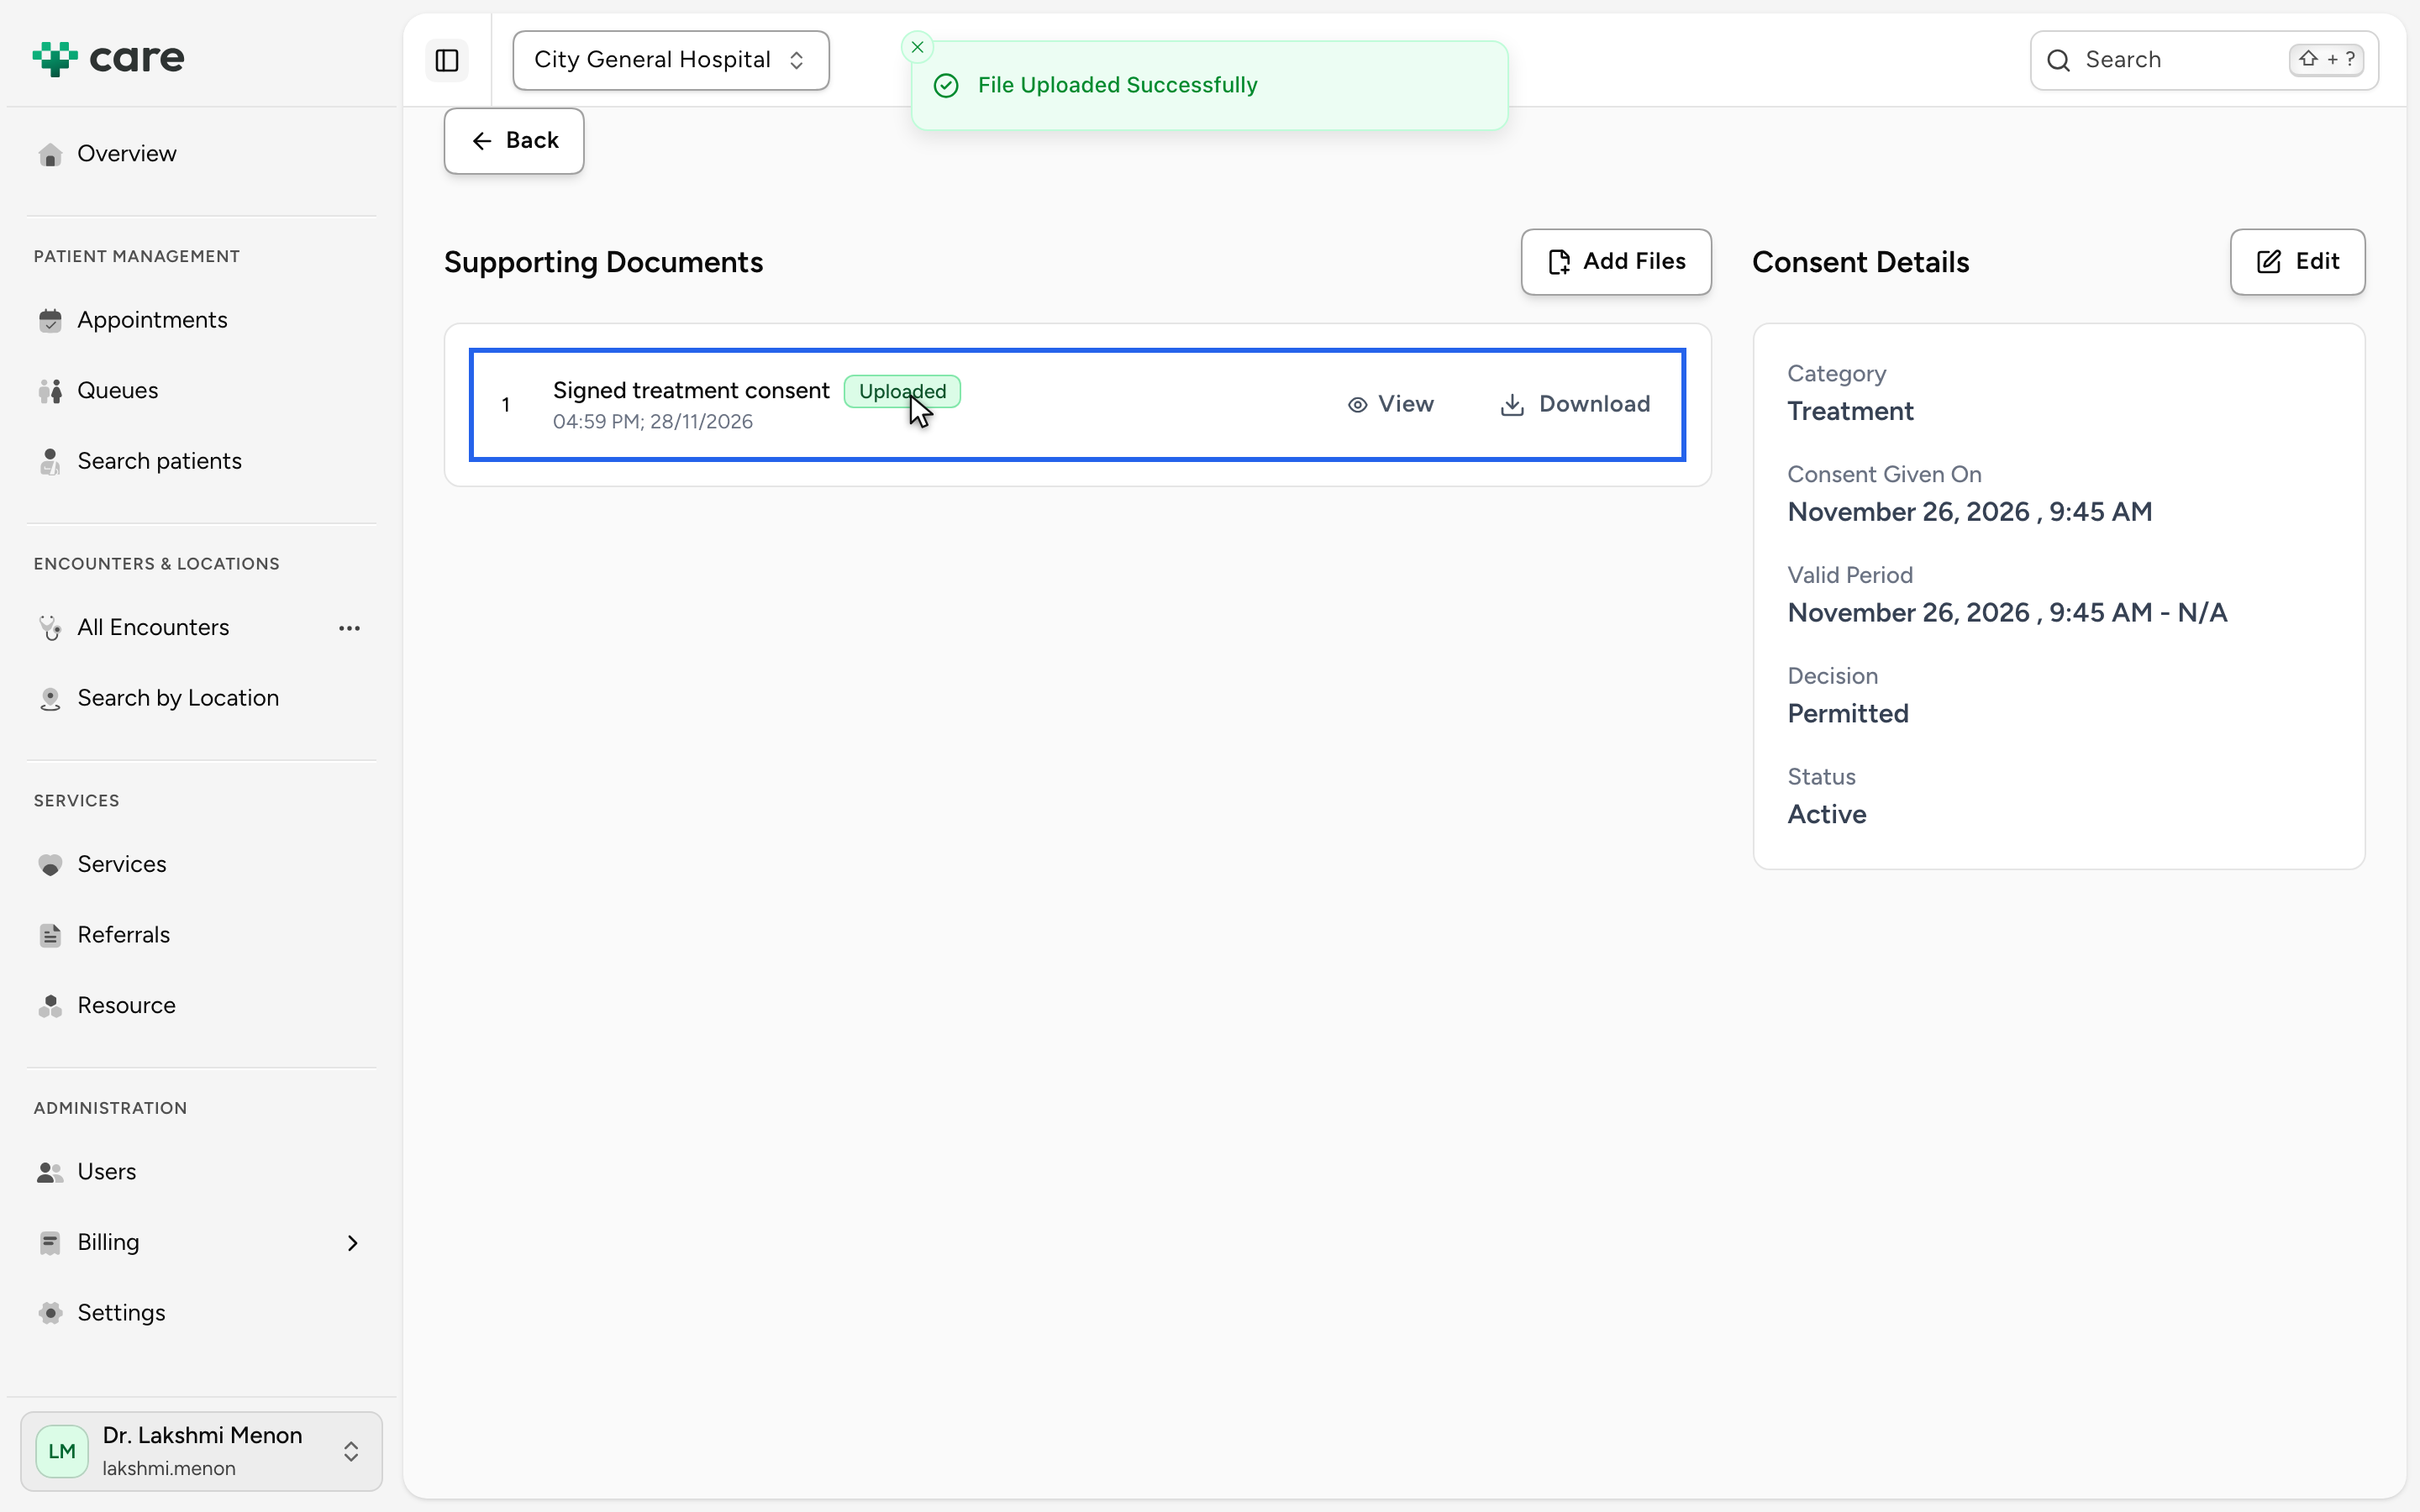 care
City General Hospital
File Uploaded Successfully
Search
+ ?
Overview
PATIENT MANAGEMENT
Appointments
Queues
Search patients
ENCOUNTERS & LOCATIONS
All Encounters
Search by Location
SERVICES
Services
Referrals
Resource
ADMINISTRATION
Users
Billing
Settings
LM
Dr. Lakshmi Menon
lakshmi.menon
Back
Supporting Documents
Add Files
1
Signed treatment consent
Uploaded
04:59 PM; 28/11/2026
View
Download
Consent Details
Edit
Category
Treatment
Consent Given On
November 26, 2026 , 9:45 AM
Valid Period
November 26, 2026 , 9:45 AM - N/A
Decision
Permitted
Status
Active